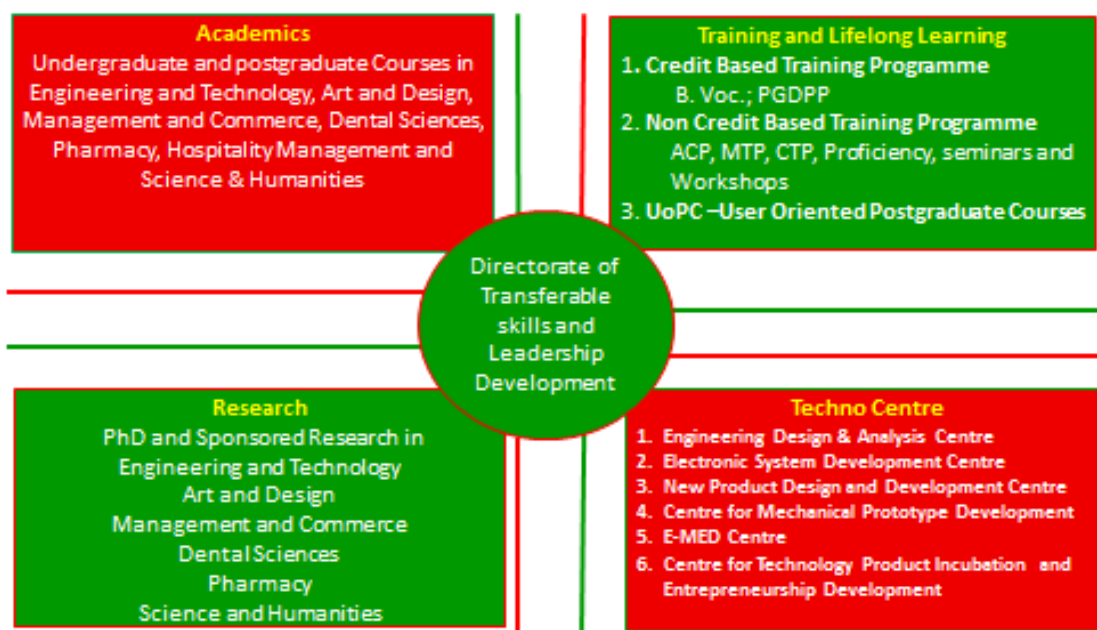 Academics
Undergraduate and postgraduate Courses in
Engineering and Technology, Art and Design,
Management and Commerce, Dental Sciences,
Pharmacy, Hospitality Management and
Science & Humanities
Training and Lifelong Learning
1. Credit Based Training Programme
B. Voc.; PGDPP
2. Non Credit Based Training Programme
ACP, MTP, CTP, Proficiency, seminars and
Workshops
3. UoPC –User Oriented Postgraduate Courses
Directorate of
Transferable
skills and
Leadership
Development
Research
PhD and Sponsored Research in
Engineering and Technology
Art and Design
Management and Commerce
Dental Sciences
Pharmacy
Science and Humanities
Techno Centre
1. Engineering Design & Analysis Centre
2. Electronic System Development Centre
3. New Product Design and Development Centre
4. Centre for Mechanical Prototype Development
5. E-MED Centre
6. Centre for Technology Product Incubation and
Entrepreneurship Development